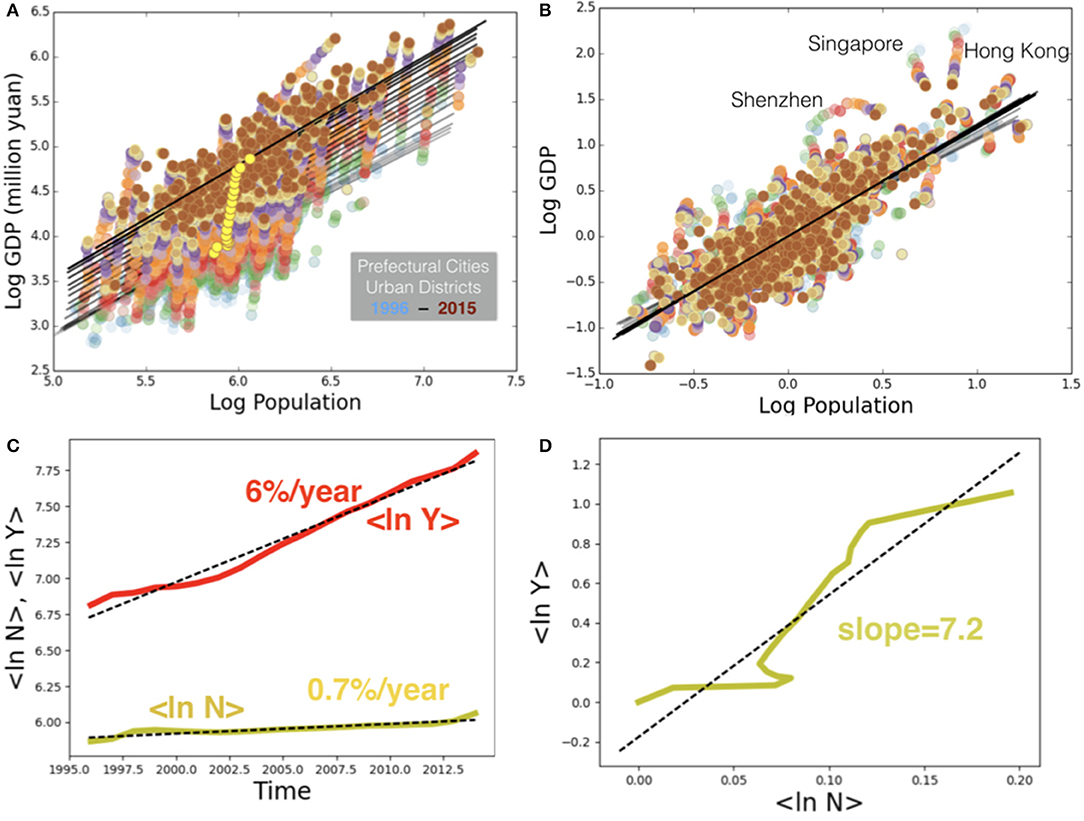 A
6.5
6.0
5.5
5.0
4.5
4.0
3.5
3.0
2.5
5.0 5.5 6.0 6.5 7.0 7.5
Log GDP (million yuan)
Log Population
Prefectural Cities
Urban Districts
1996 – 2015
B
2.5
2.0
1.5
1.0
0.5
0.0
−0.5
−1.0
−1.5
−1.0 −0.5 0.0 0.5 1.0 1.5
Log GDP
Log Population
Singapore
Hong Kong
Shenzhen
C
7.75
7.50
7.25
7.00
6.75
6.50
6.25
6.00
1995.0 1997.5 2000.0 2002.5 2005.0 2007.5 2010.0 2012.5
<ln N>, <ln Y>
Time
6%/year
<ln Y>
<ln N>
0.7%/year
D
1.2
1.0
0.8
0.6
0.4
0.2
0.0
−0.2
0.00 0.05 0.10 0.15 0.20
<ln Y>
<ln N>
slope=7.2